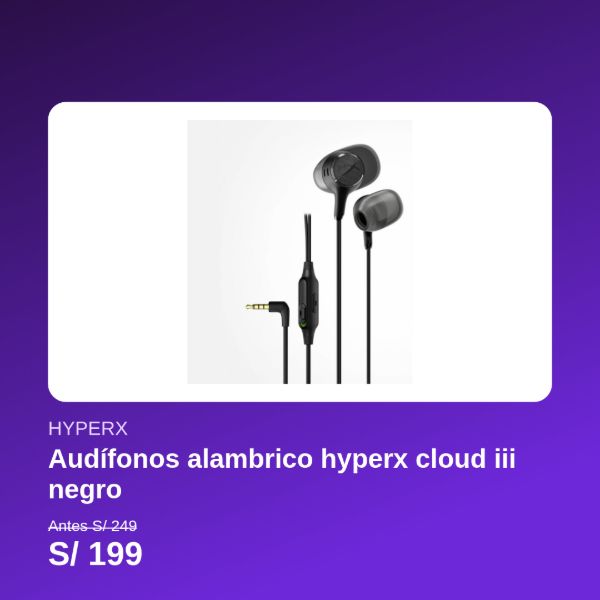 HYPERX
Audífonos alambrico hyperx cloud iii
negro
Antes S/ 249
S/ 199